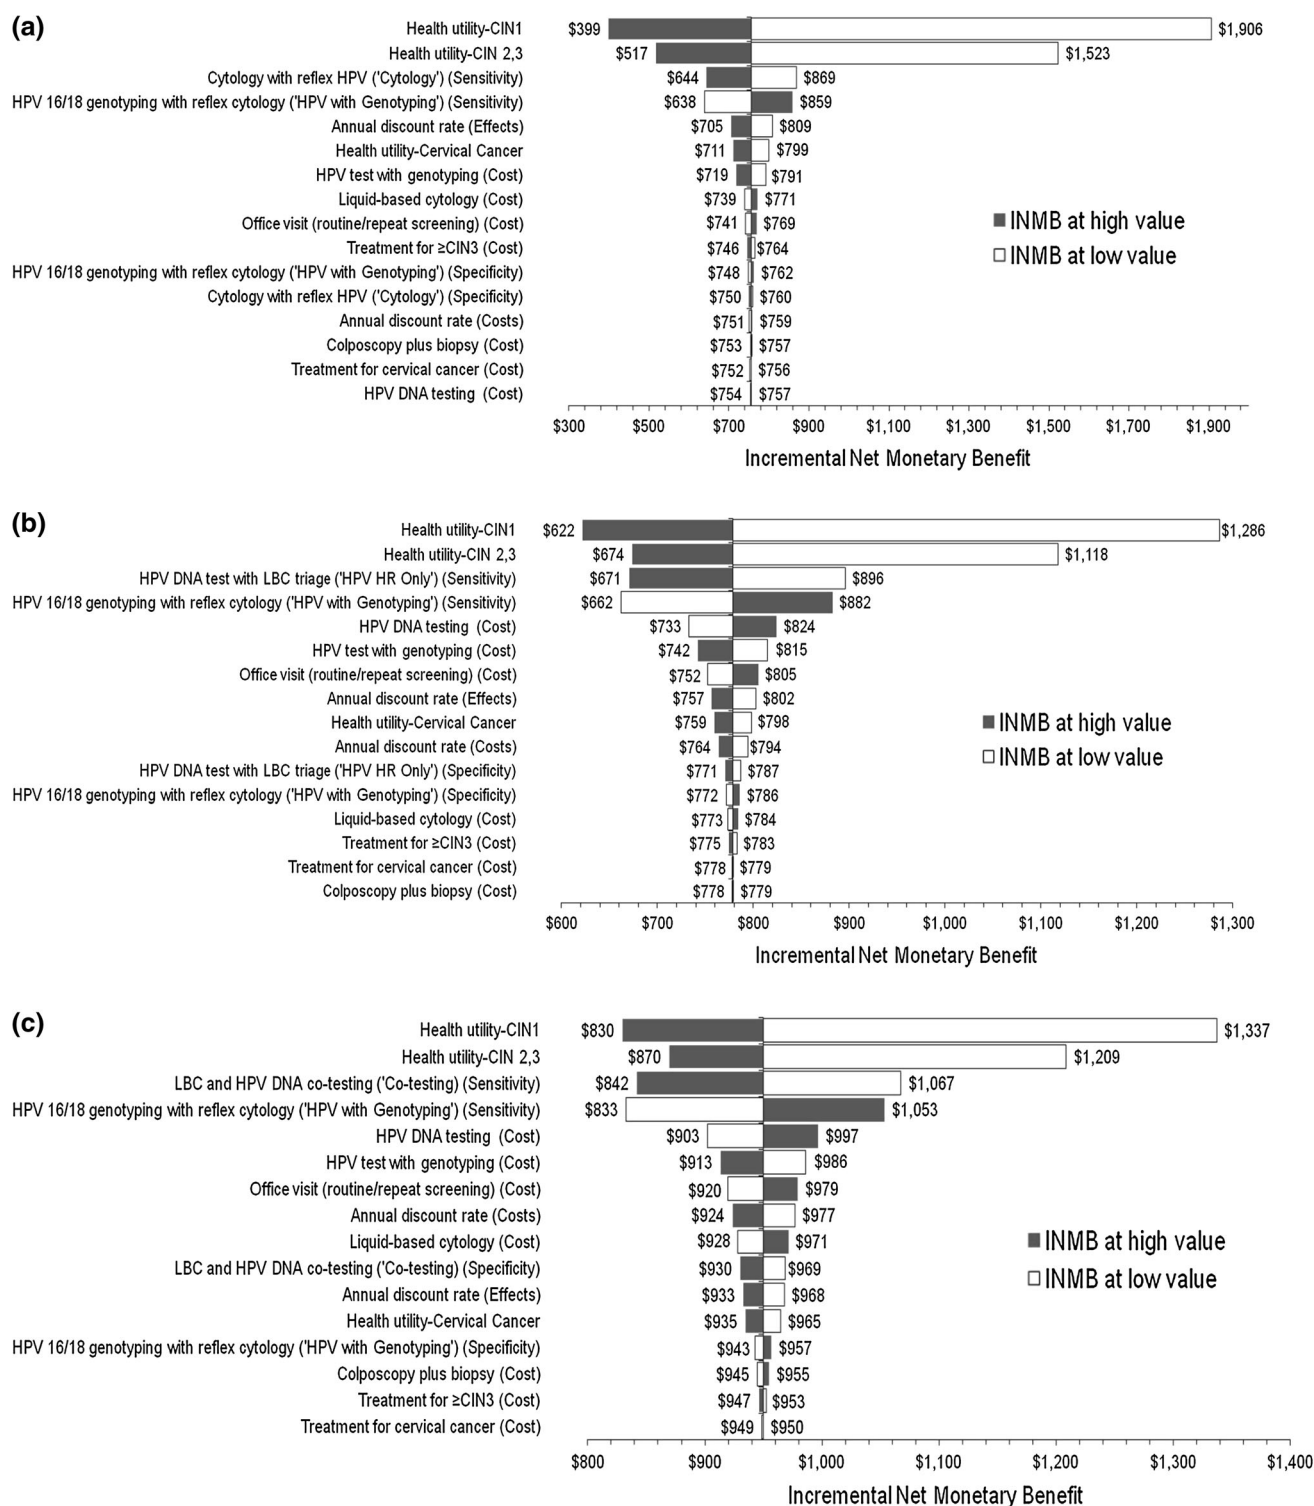 (a)
Health utility-CIN1 $399 $1,906
Health utility-CIN 2,3 $517 $1,523
Cytology with reflex HPV ('Cytology') (Sensitivity) $644 $869
HPV 16/18 genotyping with reflex cytology ('HPV with Genotyping') (Sensitivity) $638 $859
Annual discount rate (Effects) $705 $809
Health utility-Cervical Cancer $711 $799
HPV test with genotyping (Cost) $719 $791
Liquid-based cytology (Cost) $739 $771
Office visit (routine/repeat screening) (Cost) $741 $769
Treatment for ≥CIN3 (Cost) $746 $764
HPV 16/18 genotyping with reflex cytology ('HPV with Genotyping') (Specificity) $748 $762
Cytology with reflex HPV ('Cytology') (Specificity) $750 $760
Annual discount rate (Costs) $751 $759
Colposcopy plus biopsy (Cost) $753 $757
Treatment for cervical cancer (Cost) $752 $756
HPV DNA testing (Cost) $754 $757
INMB at high value
INMB at low value
$300 $500 $700 $900 $1,100 $1,300 $1,500 $1,700 $1,900
Incremental Net Monetary Benefit
(b)
Health utility-CIN1 $622 $1,286
Health utility-CIN 2,3 $674 $1,118
HPV DNA test with LBC triage ('HPV HR Only') (Sensitivity) $671 $896
HPV 16/18 genotyping with reflex cytology ('HPV with Genotyping') (Sensitivity) $662 $882
HPV DNA testing (Cost) $733 $824
HPV test with genotyping (Cost) $742 $815
Office visit (routine/repeat screening) (Cost) $752 $805
Annual discount rate (Effects) $757 $802
Health utility-Cervical Cancer $759 $798
Annual discount rate (Costs) $764 $794
HPV DNA test with LBC triage ('HPV HR Only') (Specificity) $771 $787
HPV 16/18 genotyping with reflex cytology ('HPV with Genotyping') (Specificity) $772 $786
Liquid-based cytology (Cost) $773 $784
Treatment for ≥CIN3 (Cost) $775 $783
Treatment for cervical cancer (Cost) $778 $779
Colposcopy plus biopsy (Cost) $778 $779
INMB at high value
INMB at low value
$600 $700 $800 $900 $1,000 $1,100 $1,200 $1,300
Incremental Net Monetary Benefit
(c)
Health utility-CIN1 $830 $1,337
Health utility-CIN 2,3 $870 $1,209
LBC and HPV DNA co-testing ('Co-testing) (Sensitivity) $842 $1,067
HPV 16/18 genotyping with reflex cytology ('HPV with Genotyping') (Sensitivity) $833 $1,053
HPV DNA testing (Cost) $903 $997
HPV test with genotyping (Cost) $913 $986
Office visit (routine/repeat screening) (Cost) $920 $979
Annual discount rate (Costs) $924 $977
Liquid-based cytology (Cost) $928 $971
LBC and HPV DNA co-testing ('Co-testing) (Specificity) $930 $969
Annual discount rate (Effects) $933 $968
Health utility-Cervical Cancer $935 $965
HPV 16/18 genotyping with reflex cytology ('HPV with Genotyping') (Specificity) $943 $957
Colposcopy plus biopsy (Cost) $945 $955
Treatment for ≥CIN3 (Cost) $947 $953
Treatment for cervical cancer (Cost) $949 $950
INMB at high value
INMB at low value
$800 $900 $1,000 $1,100 $1,200 $1,300 $1,400
Incremental Net Monetary Benefit